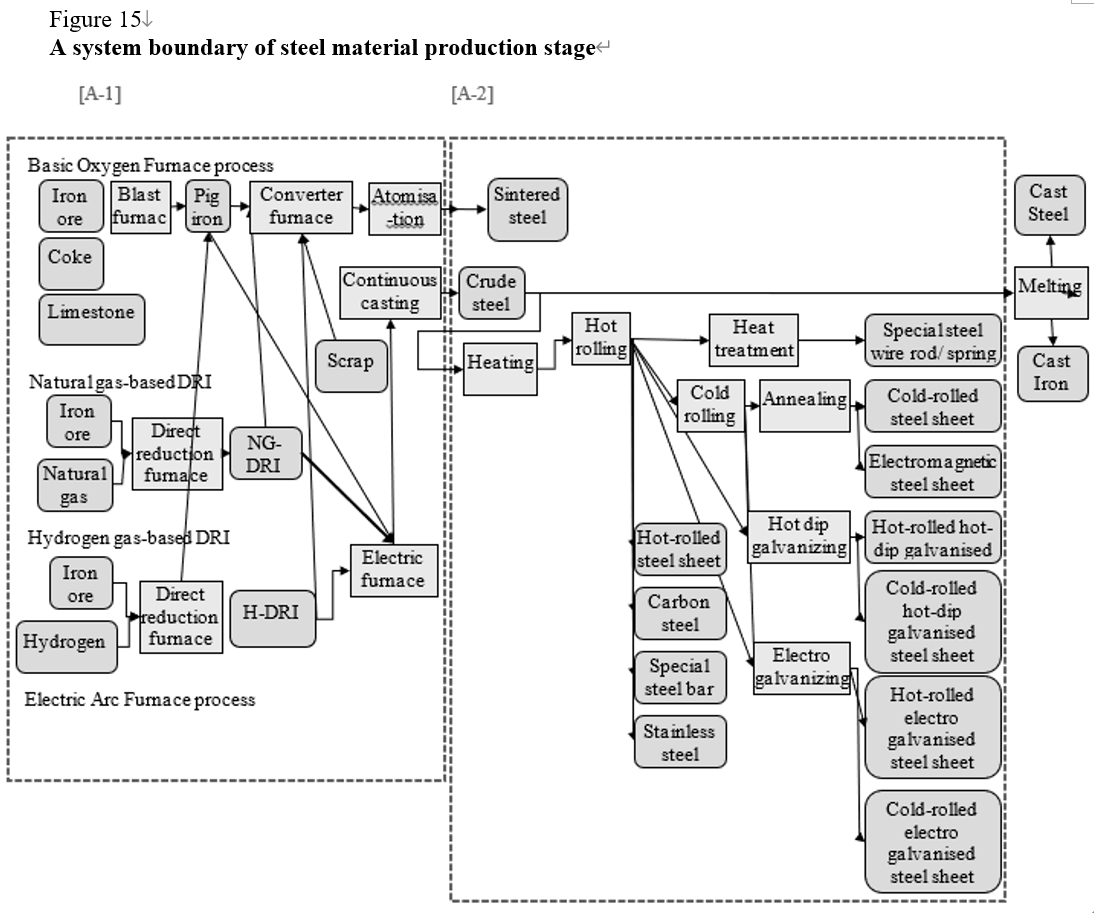 Figure 15↓
A system boundary of steel material production stage↵
[A-1]
[A-2]
Basic Oxygen Furnace process
Iron
ore
Blast
furnac
Pig
iron
Converter
furnace
Atomisa
-tion
Sintered
steel
Cast
Steel
Coke
Limestone
Continuous
casting
Crude
steel
Melting
Scrap
Heating
Hot
rolling
Heat
treatment
Special steel
wire rod/ spring
Cast
Iron
Natural gas-based DRI
Iron
ore
Natural
gas
Direct
reduction
furnace
NG-
DRI
Cold
rolling
Annealing
Cold-rolled
steel sheet
Electromagnetic
steel sheet
Hydrogen gas-based DRI
Iron
ore
Hydrogen
Direct
reduction
furnace
H-DRI
Electric
furnace
Hot-rolled
steel sheet
Hot dip
galvanizing
Hot-rolled hot-
dip galvanised
Carbon
steel
Cold-rolled
hot-dip
galvanised
steel sheet
Special
steel bar
Electro
galvanizing
Hot-rolled
electro
galvanised
steel sheet
Stainless
steel
Cold-rolled
electro
galvanised
steel sheet
Electric Arc Furnace process